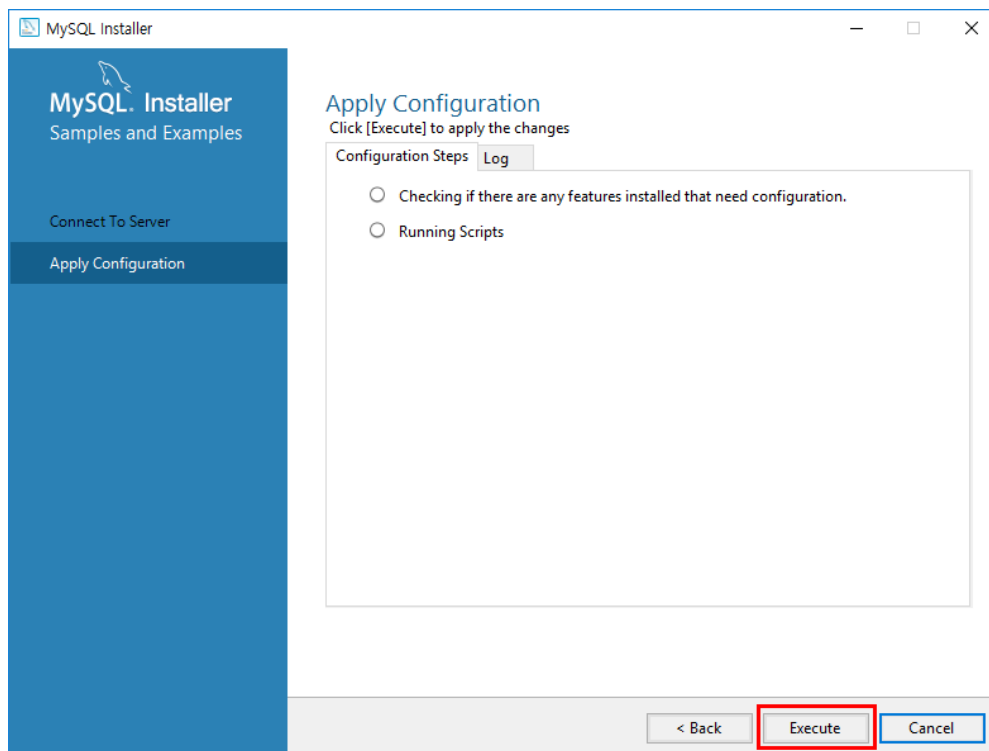 MySQL Installer
MySQL. Installer
Samples and Examples
Connect To Server
Apply Configuration
Apply Configuration
Click [Execute] to apply the changes
Configuration Steps Log
Checking if there are any features installed that need configuration.
Running Scripts
< Back Execute Cancel